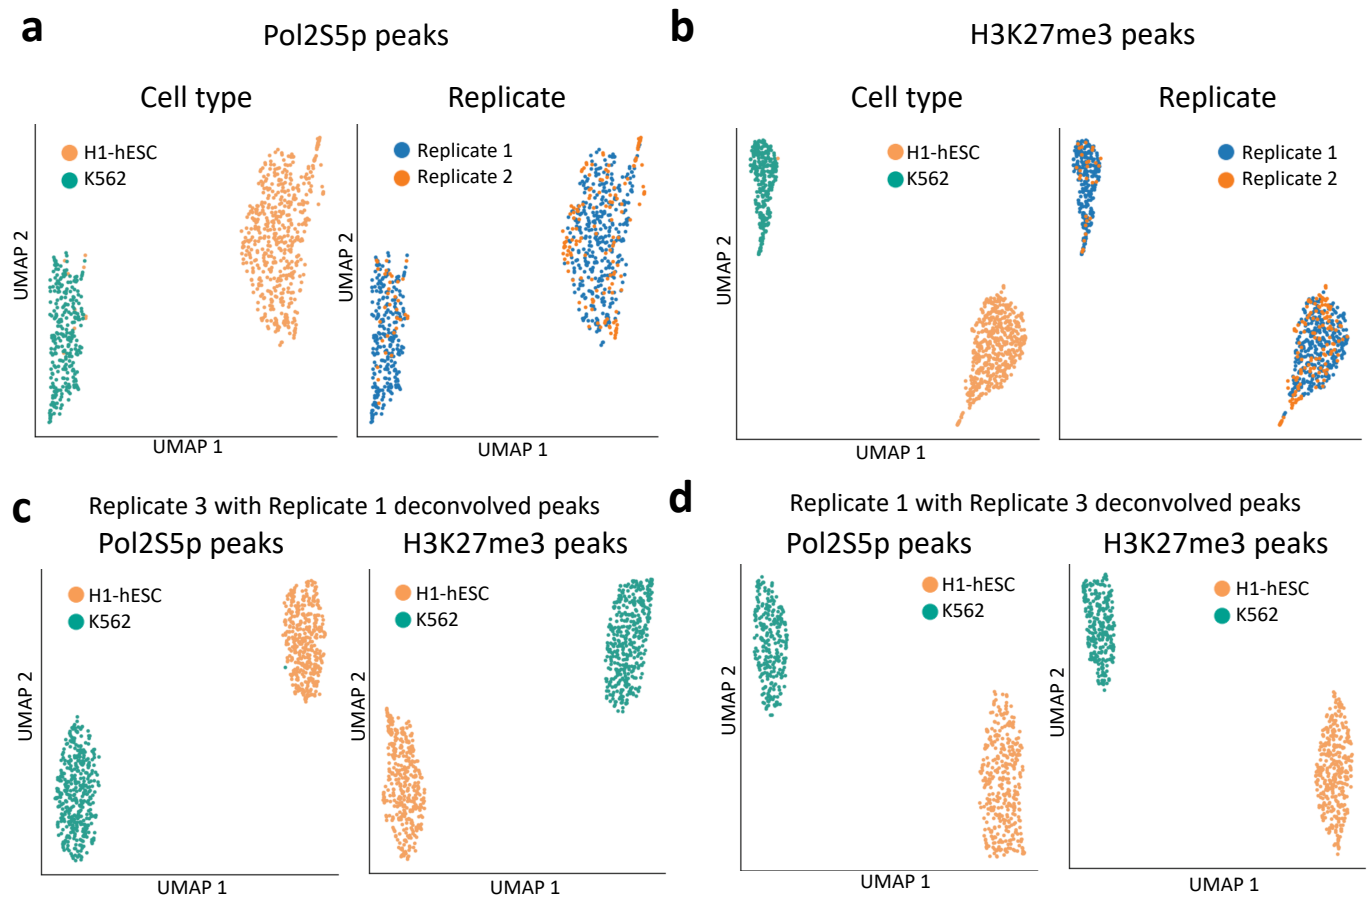 a
Pol2S5p peaks
Cell type
Replicate
H1-hESC
K562
Replicate 1
Replicate 2
UMAP 2
UMAP 1
UMAP 2
UMAP 1
b
H3K27me3 peaks
Cell type
Replicate
H1-hESC
K562
Replicate 1
Replicate 2
UMAP 2
UMAP 1
UMAP 1
c
Replicate 3 with Replicate 1 deconvolved peaks
Pol2S5p peaks
H3K27me3 peaks
H1-hESC
K562
H1-hESC
K562
UMAP 2
UMAP 1
UMAP 2
UMAP 1
d
Replicate 1 with Replicate 3 deconvolved peaks
Pol2S5p peaks
H3K27me3 peaks
H1-hESC
K562
H1-hESC
K562
UMAP 2
UMAP 1
UMAP 2
UMAP 1